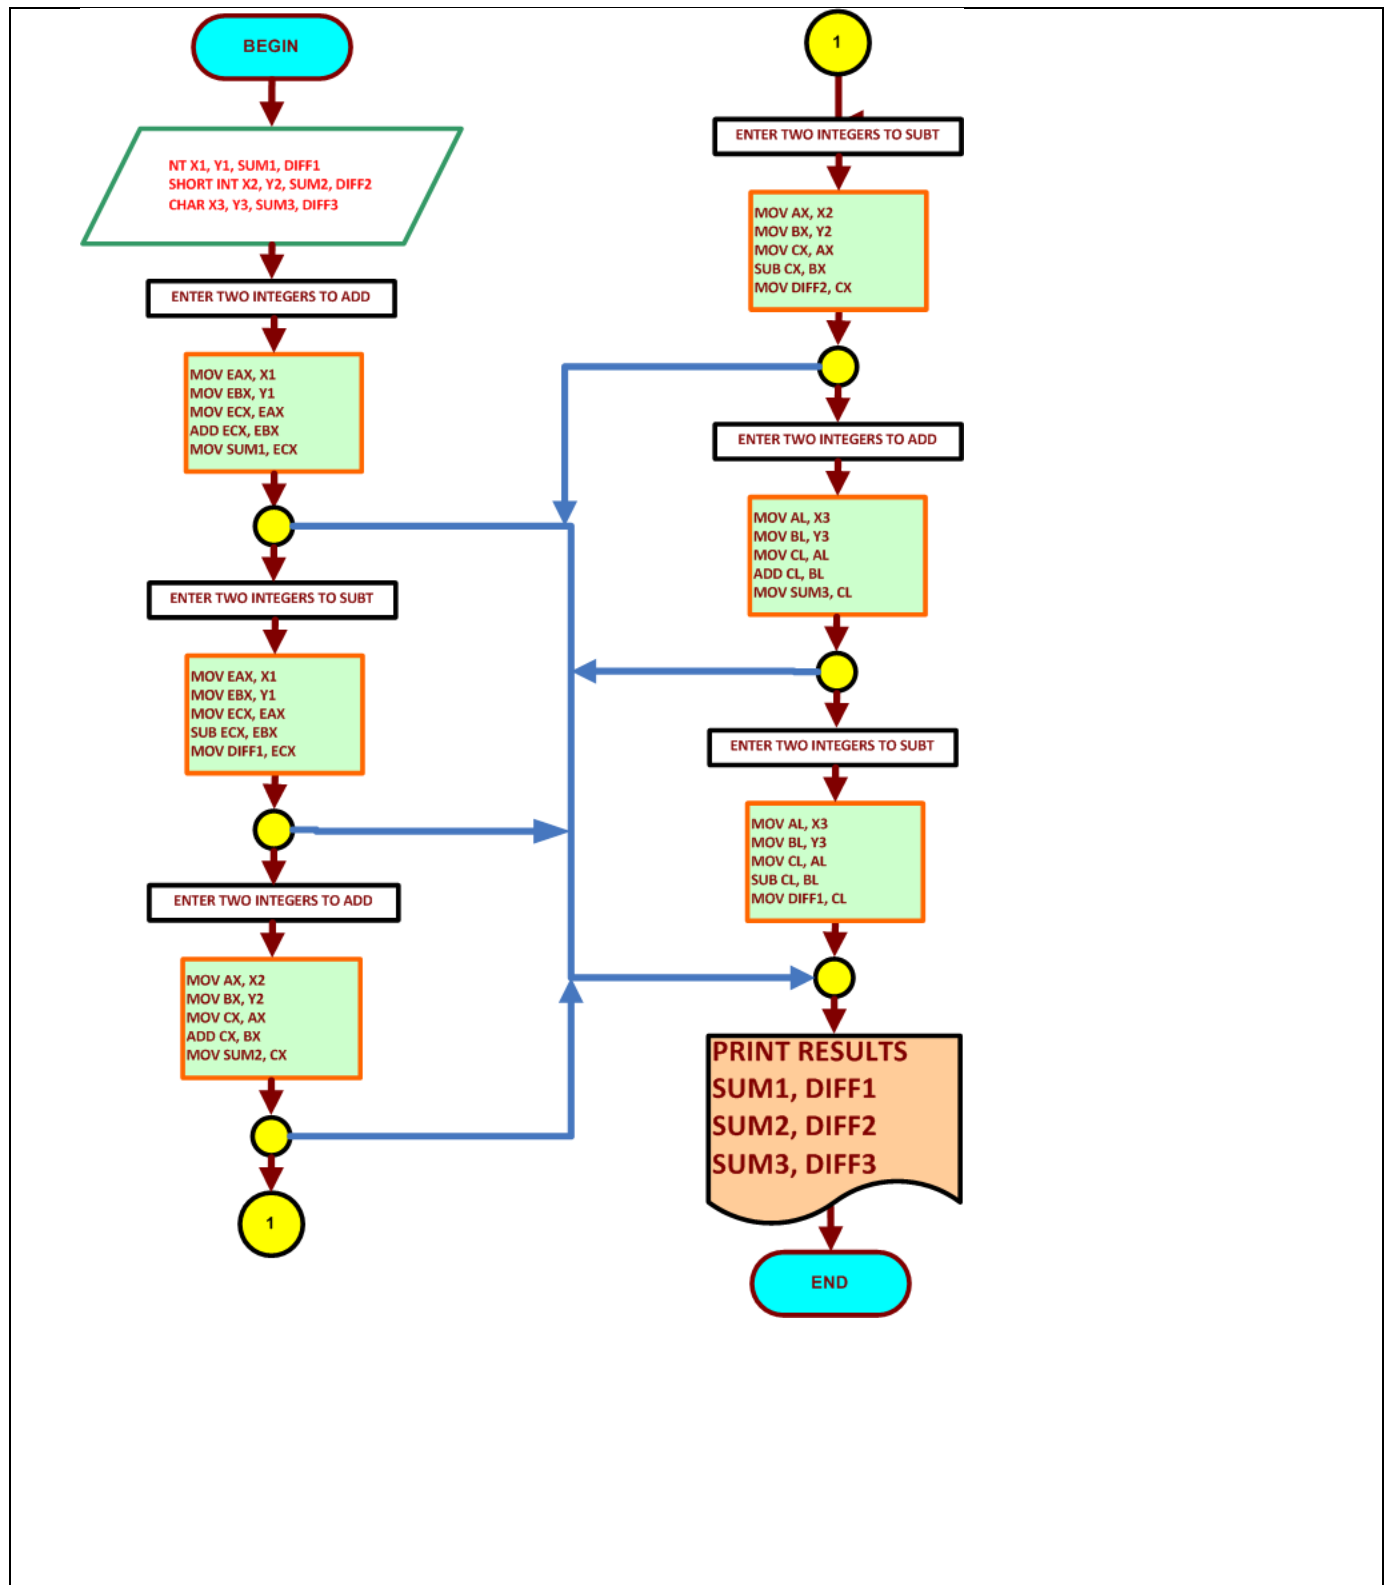 BEGIN
NT X1, Y1, SUM1, DIFF1
SHORT INT X2, Y2, SUM2, DIFF2
CHAR X3, Y3, SUM3, DIFF3
ENTER TWO INTEGERS TO ADD
MOV EAX, X1
MOV EBX, Y1
MOV ECX, EAX
ADD ECX, EBX
MOV SUM1, ECX
ENTER TWO INTEGERS TO SUBT
MOV EAX, X1
MOV EBX, Y1
MOV ECX, EAX
SUB ECX, EBX
MOV DIFF1, ECX
ENTER TWO INTEGERS TO ADD
MOV AX, X2
MOV BX, Y2
MOV CX, AX
ADD CX, BX
MOV SUM2, CX
1
1
ENTER TWO INTEGERS TO SUBT
MOV AX, X2
MOV BX, Y2
MOV CX, AX
SUB CX, BX
MOV DIFF2, CX
ENTER TWO INTEGERS TO ADD
MOV AL, X3
MOV BL, Y3
MOV CL, AL
ADD CL, BL
MOV SUM3, CL
ENTER TWO INTEGERS TO SUBT
MOV AL, X3
MOV BL, Y3
MOV CL, AL
SUB CL, BL
MOV DIFF1, CL
PRINT RESULTS
SUM1, DIFF1
SUM2, DIFF2
SUM3, DIFF3
END